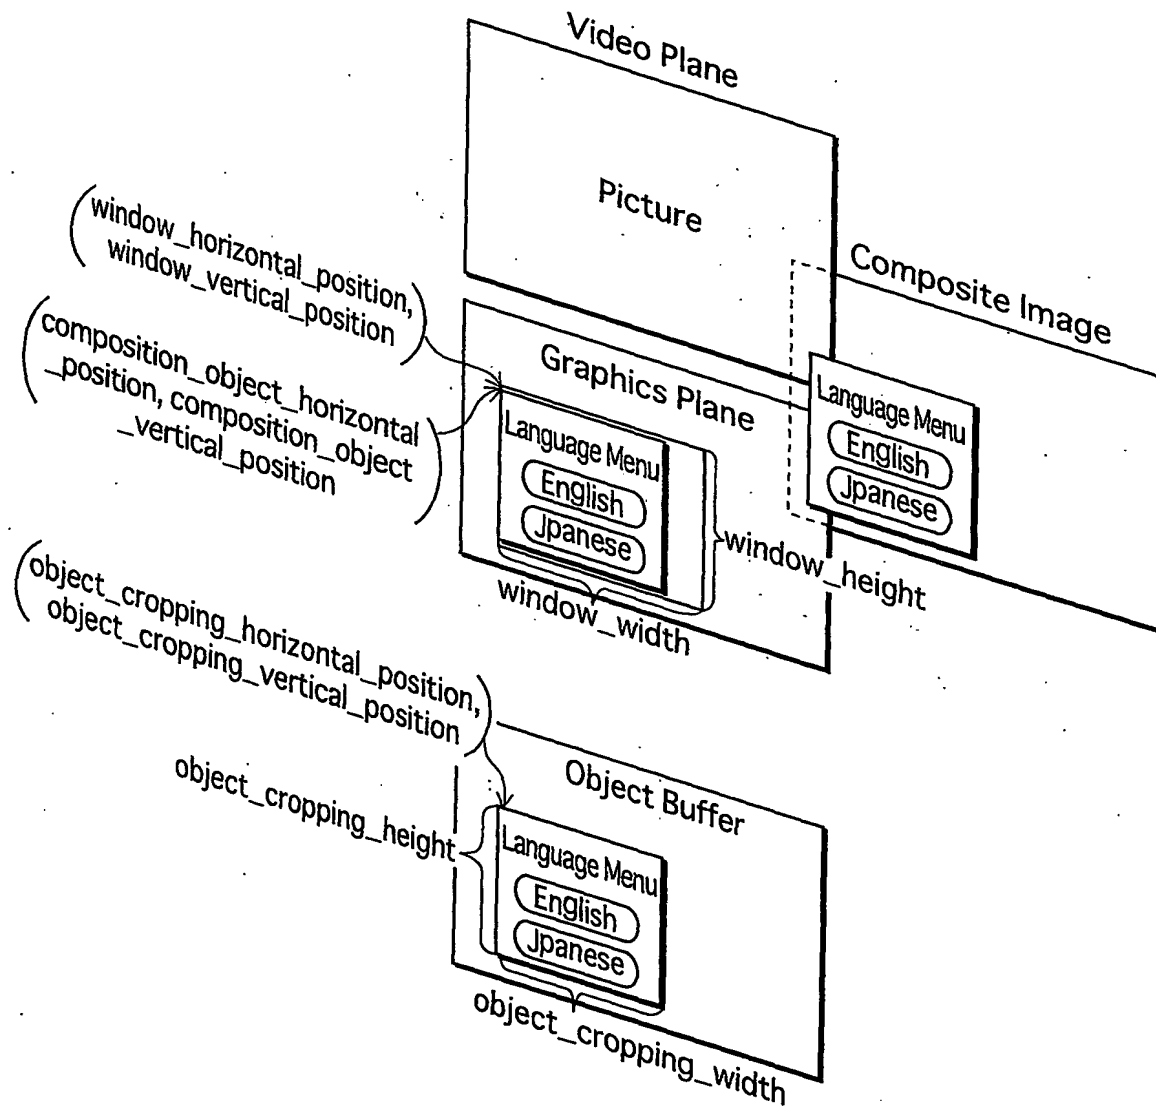 Video Plane
Picture
window_horizontal_position,
window_vertical_position
Composite Image
composition_object_horizontal
_position, composition_object
_vertical_position
Graphics Plane
Language Menu
English
Jpanese
Language Menu
English
Jpanese
window_height
window_width
object_cropping_horizontal_position,
object_cropping_vertical_position
Object Buffer
object_cropping_height
Language Menu
English
Jpanese
object_cropping_width